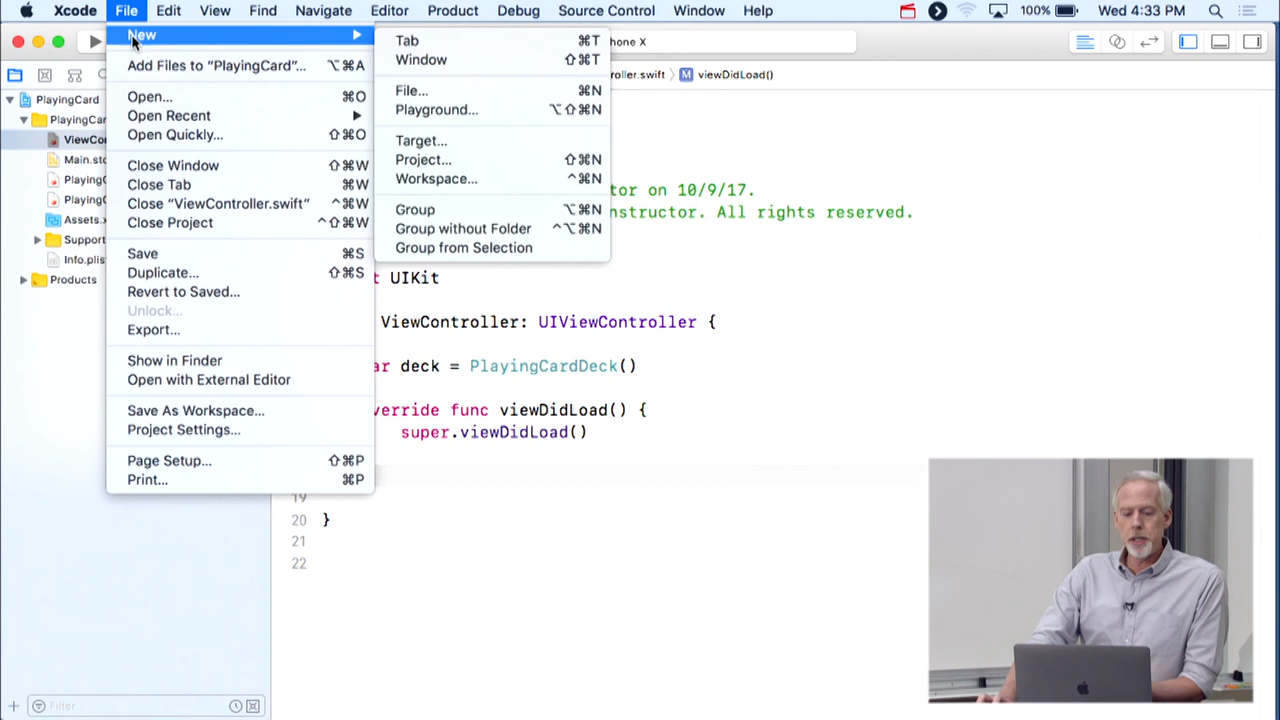 Xcode File Edit View Find Navigate Editor Product Debug Source Control Window Help 100% Wed 4:33 PM
New
Add Files to “PlayingCard”... ⌥⌘A
Open... ⌘O
Open Recent
Open Quickly... ⇧⌘O
Close Window ⇧⌘W
Close Tab ⌘W
Close “ViewController.swift” ^⌘W
Close Project ^⇧⌘W
Save ⌘S
Duplicate... ⇧⌘S
Revert to Saved...
Unlock...
Export...
Show in Finder
Open with External Editor
Save As Workspace...
Project Settings...
Page Setup... ⇧⌘P
Print... ⌘P
Tab ⌘T
Window ⇧⌘T
File... ⌘N
Playground... ⌥⇧⌘N
Target...
Project... ⇧⌘N
Workspace... ^⌘N
Group ⌥⌘N
Group without Folder ^⌥⌘N
Group from Selection
hone X
oller.swift › M viewDidLoad()
PlayingCard
PlayingCar
ViewCo
Main.sto
PlayingC
PlayingC
Assets.x
Support
Info.plis
Products
tor on 10/9/17.
nstructor. All rights reserved.
t UIKit
ViewController: UIViewController {
ar deck = PlayingCardDeck()
verride func viewDidLoad() {
super.viewDidLoad()
19
20 }
21
22
Filter